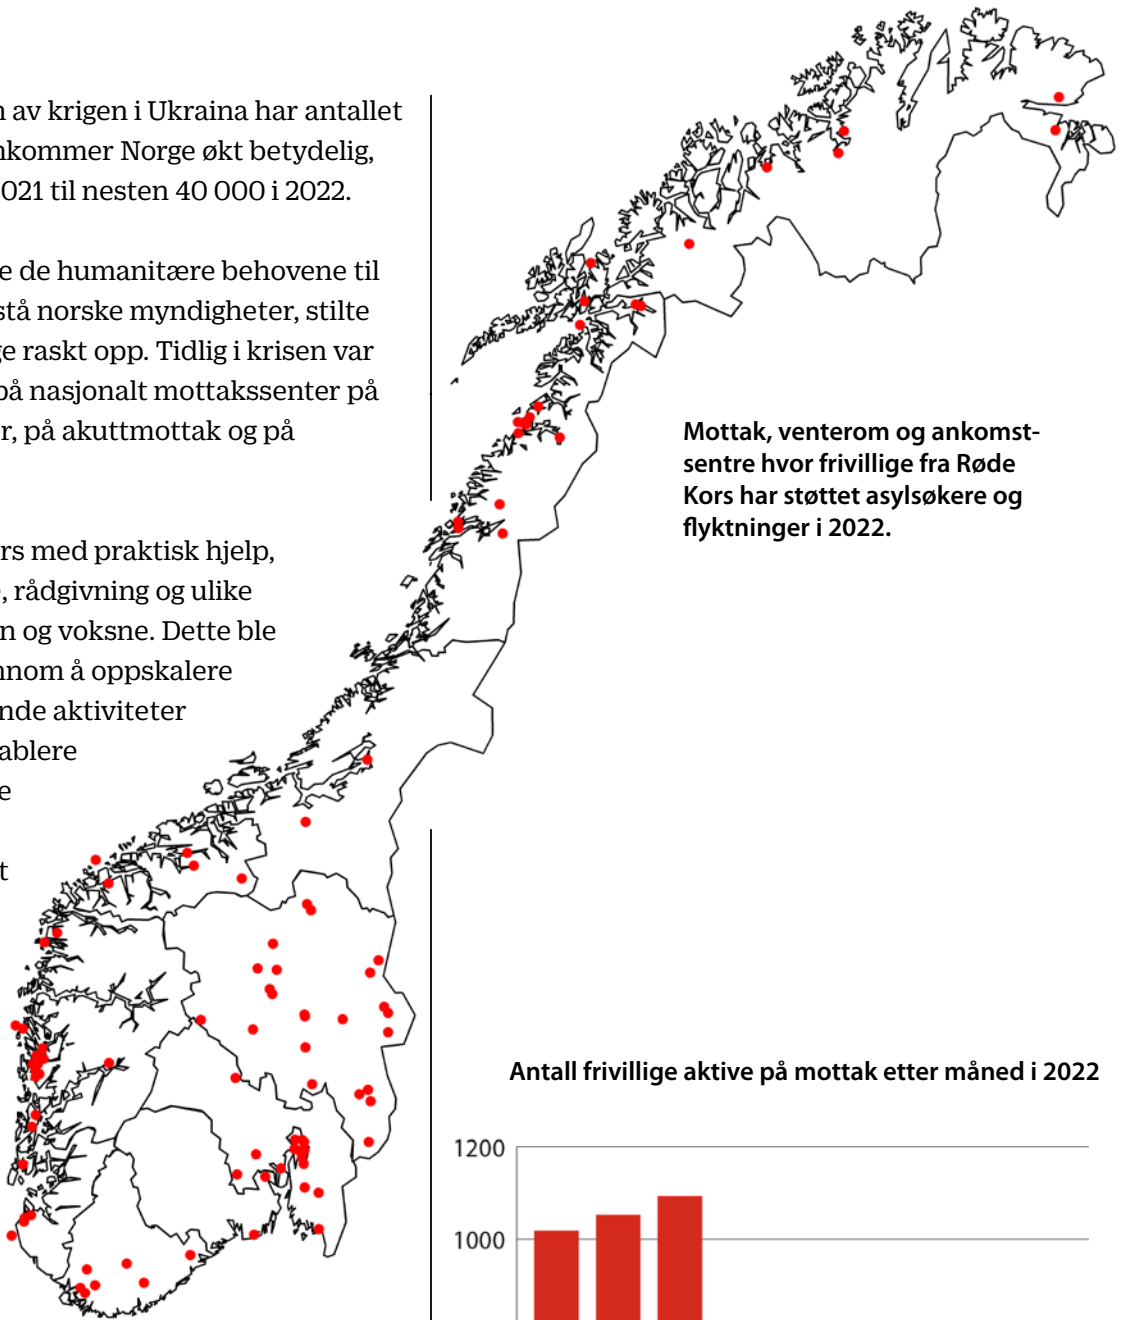 av krigen i Ukraina har antallet
nkommer Norge økt betydelig,
021 til nesten 40 000 i 2022.
e de humanitære behovene til
stå norske myndigheter, stilte
ge raskt opp. Tidlig i krisen var
på nasjonalt mottakssenter på
r, på akuttmottak og på
rs med praktisk hjelp,
, rådgivning og ulike
n og voksne. Dette ble
nnom å oppskalere
nde aktiviteter
ablere
e
t
Mottak, venterom og ankomst-
sentre hvor frivillige fra Røde
Kors har støttet asylsøkere og
flyktninger i 2022.
Antall frivillige aktive på mottak etter måned i 2022
1200
1000